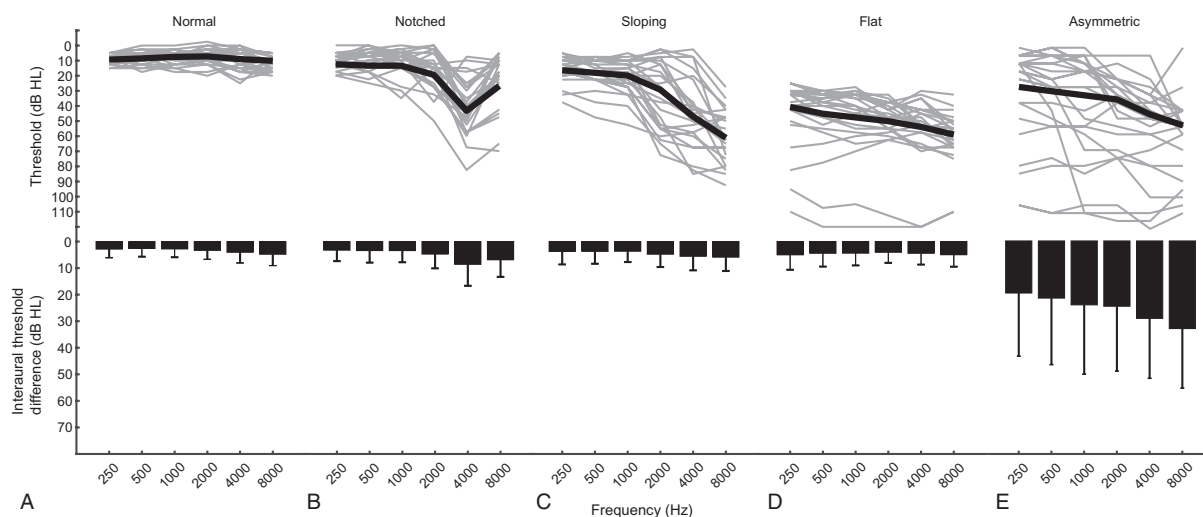 Normal Notched Sloping Flat Asymmetric
Threshold (dB HL)
0
10
20
30
40
50
60
70
80
90
100
110
Interaural threshold
difference (dB HL)
0
10
20
30
40
50
60
70
250 500 1000 2000 4000 8000 250 500 1000 2000 4000 8000 250 500 1000 2000 4000 8000 250 500 1000 2000 4000 8000 250 500 1000 2000 4000 8000
A B C D E
Frequency (Hz)